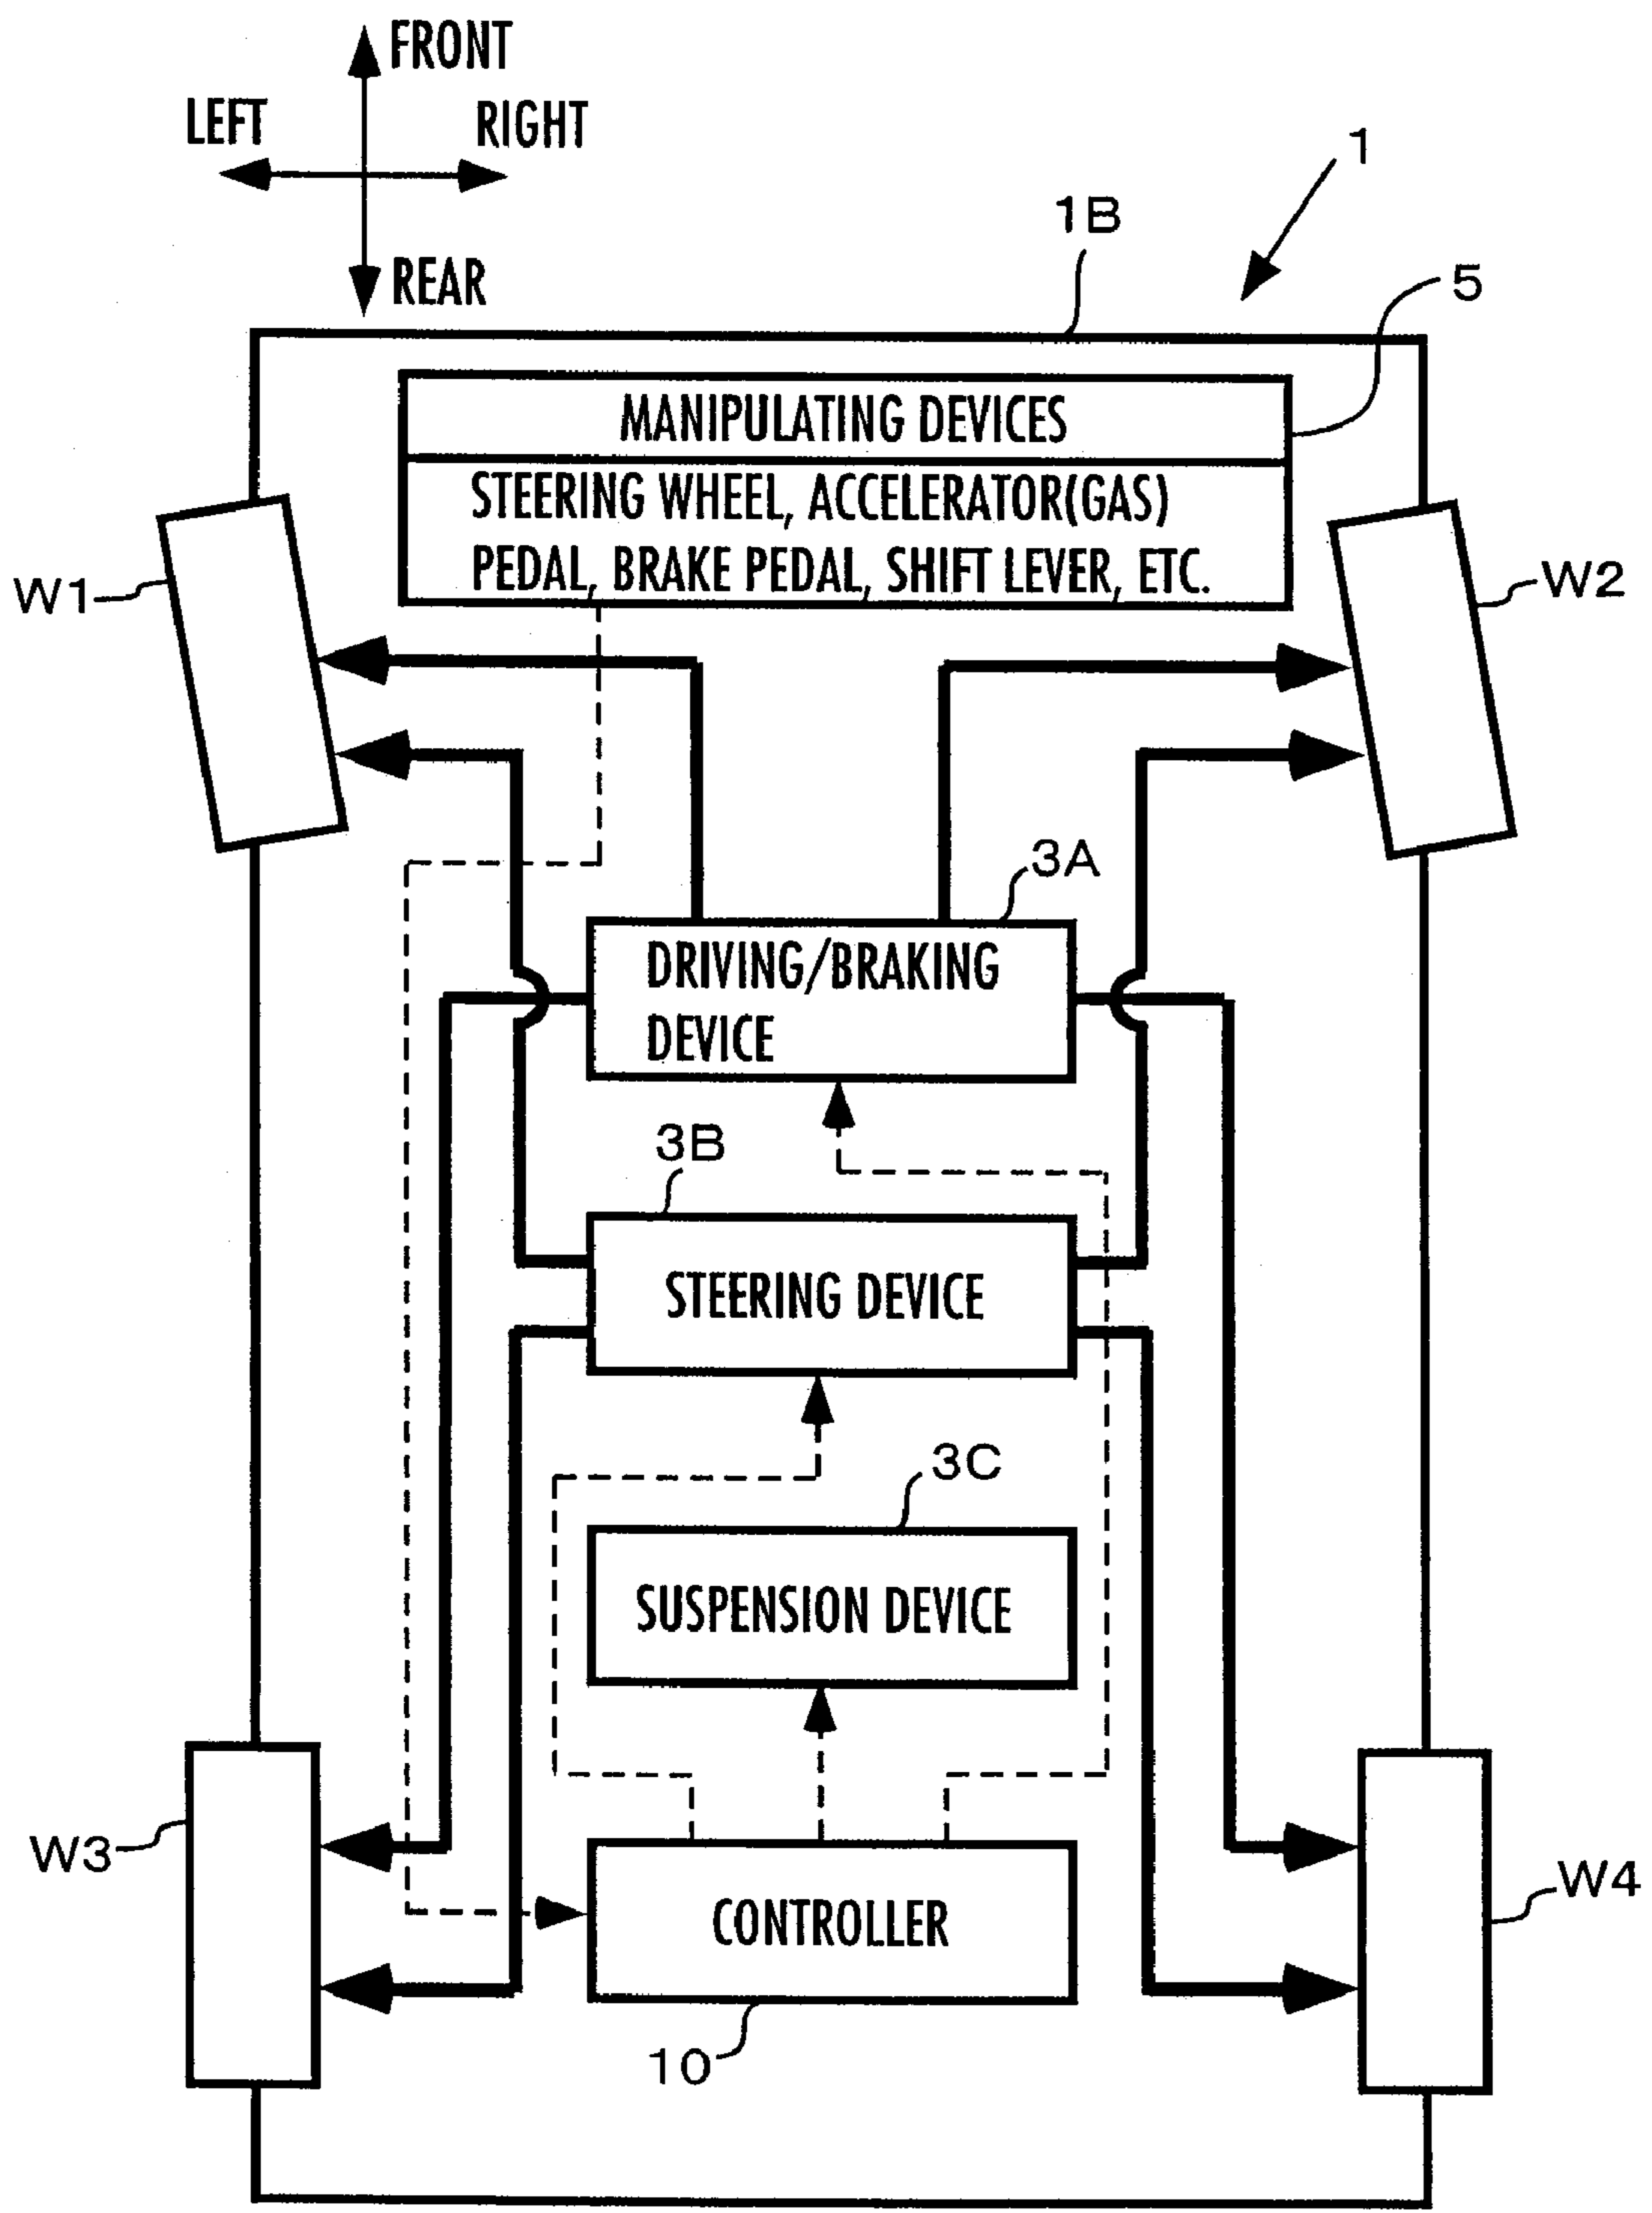 FRONT
LEFT
RIGHT
REAR
1
1B
5
MANIPULATING DEVICES
STEERING WHEEL, ACCELERATOR(GAS)
PEDAL, BRAKE PEDAL, SHIFT LEVER, ETC.
W1
W2
3A
DRIVING/BRAKING
DEVICE
3B
STEERING DEVICE
3C
SUSPENSION DEVICE
W3
W4
CONTROLLER
10